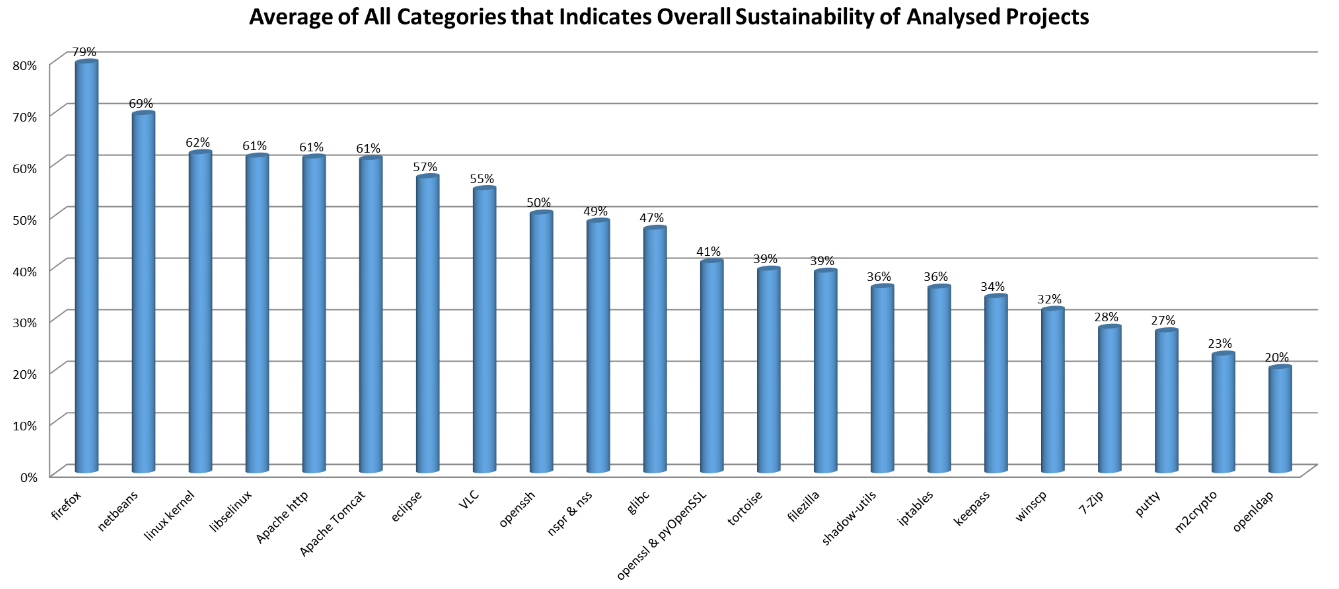 Average of All Categories that Indicates Overall Sustainability of Analysed Projects
80%
70%
60%
50%
40%
30%
20%
10%
0%
79%
69%
62%
61%
61%
61%
57%
55%
50%
49%
47%
41%
39%
39%
36%
36%
34%
32%
28%
27%
23%
20%
firefox
netbeans
linux kernel
libselinux
Apache http
Apache Tomcat
eclipse
VLC
openssh
nspr & nss
glibc
openssl & pyOpenSSL
tortoise
filezilla
shadow-utils
iptables
keepass
winscp
7-Zip
putty
m2crypto
openldap